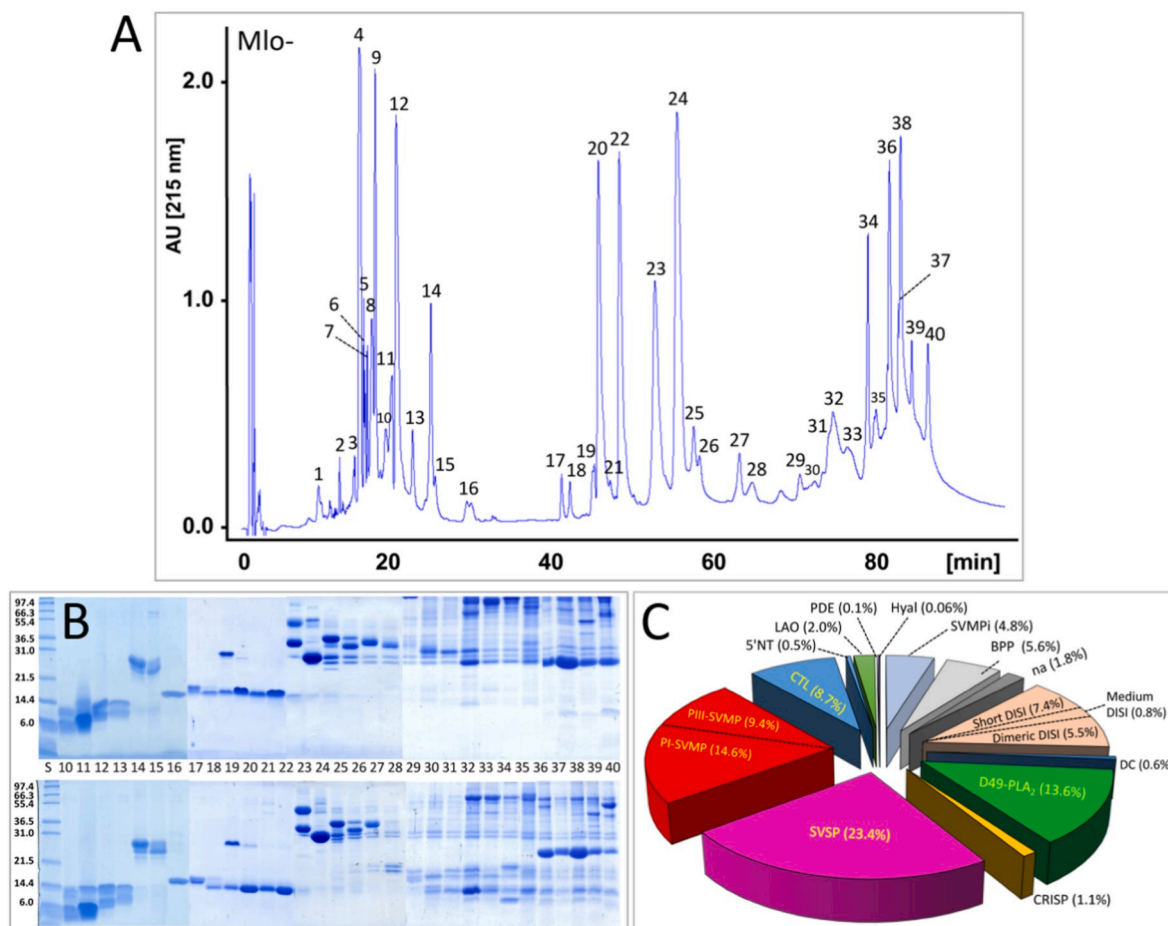 A
Mlo-
AU [215 nm]
2.0
1.0
0.0
4
9
12
5
6
7
8
11
10
14
13
15
2
3
1
16
17
18
19
20
21
22
23
24
25
26
27
28
29
30
31
32
33
34
35
36
38
37
39
40
0 20 40 60 80 [min]
B
97.4
66.3
55.4
36.5
31.0
21.5
14.4
6.0
S 10 11 12 13 14 15 16 17 18 19 20 21 22 23 24 25 26 27 28 29 30 31 32 33 34 35 36 37 38 39 40
97.4
66.3
55.4
36.5
31.0
21.5
14.4
6.0
C
PDE (0.1%)
Hyal (0.06%)
LAO (2.0%)
SVMPi (4.8%)
5'NT (0.5%)
BPP (5.6%)
na (1.8%)
CTL (8.7%)
Medium
DISI (0.8%)
Short DISI (7.4%)
Dimeric DISI (5.5%)
PIII-SVMP (9.4%)
PI-SVMP (14.6%)
DC (0.6%
D49-PLA₂ (13.6%)
SVSP (23.4%)
CRISP (1.1%)